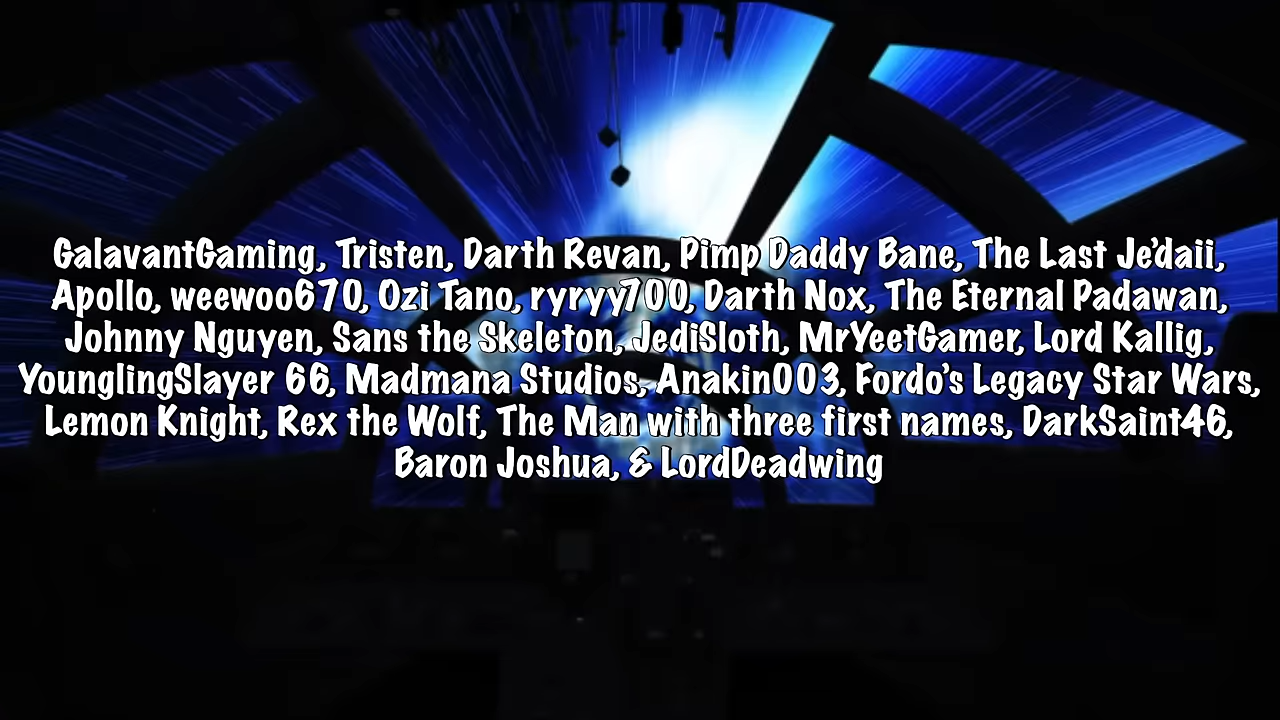 GalavantGaming, Tristen, Darth Revan, Pimp Daddy Bane, The Last Je’daii,
Apollo, weewoo670, Ozi Tano, ryryy700, Darth Nox, The Eternal Padawan,
Johnny Nguyen, Sans the Skeleton, JediSloth, MrYeetGamer, Lord Kallig,
YounglingSlayer 66, Madmana Studios, Anakin003, Fordo’s Legacy Star Wars,
Lemon Knight, Rex the Wolf, The Man with three first names, DarkSaint46,
Baron Joshua, & LordDeadwing